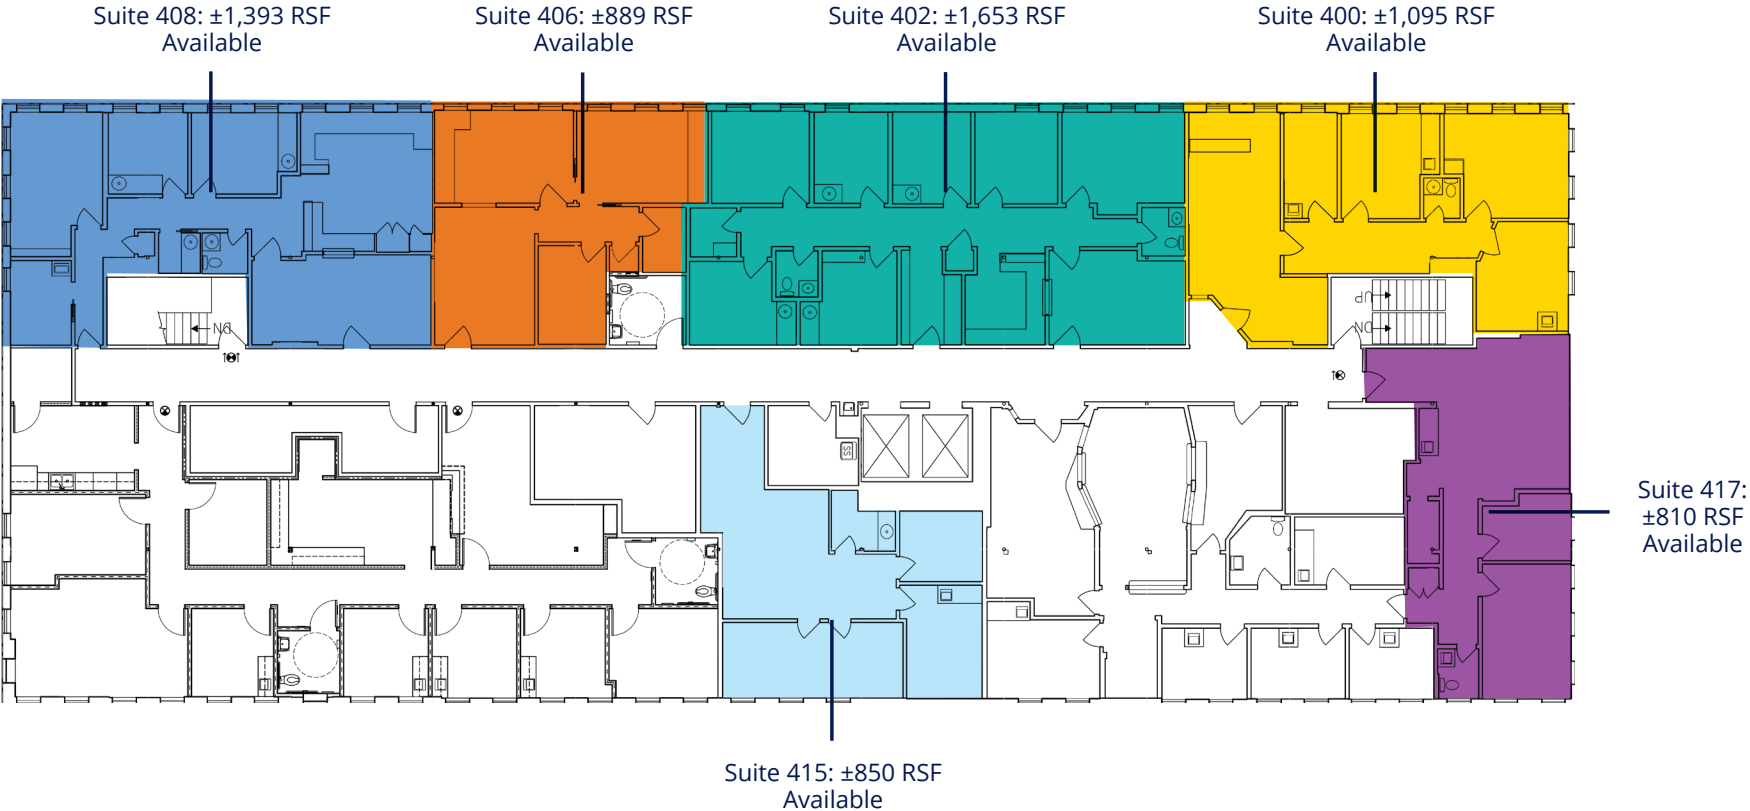 Suite 408: ±1,393 RSF
Available
Suite 406: ±889 RSF
Available
Suite 402: ±1,653 RSF
Available
Suite 400: ±1,095 RSF
Available
UP
DN
DN
SS
Suite 417:
±810 RSF
Available
Suite 415: ±850 RSF
Available